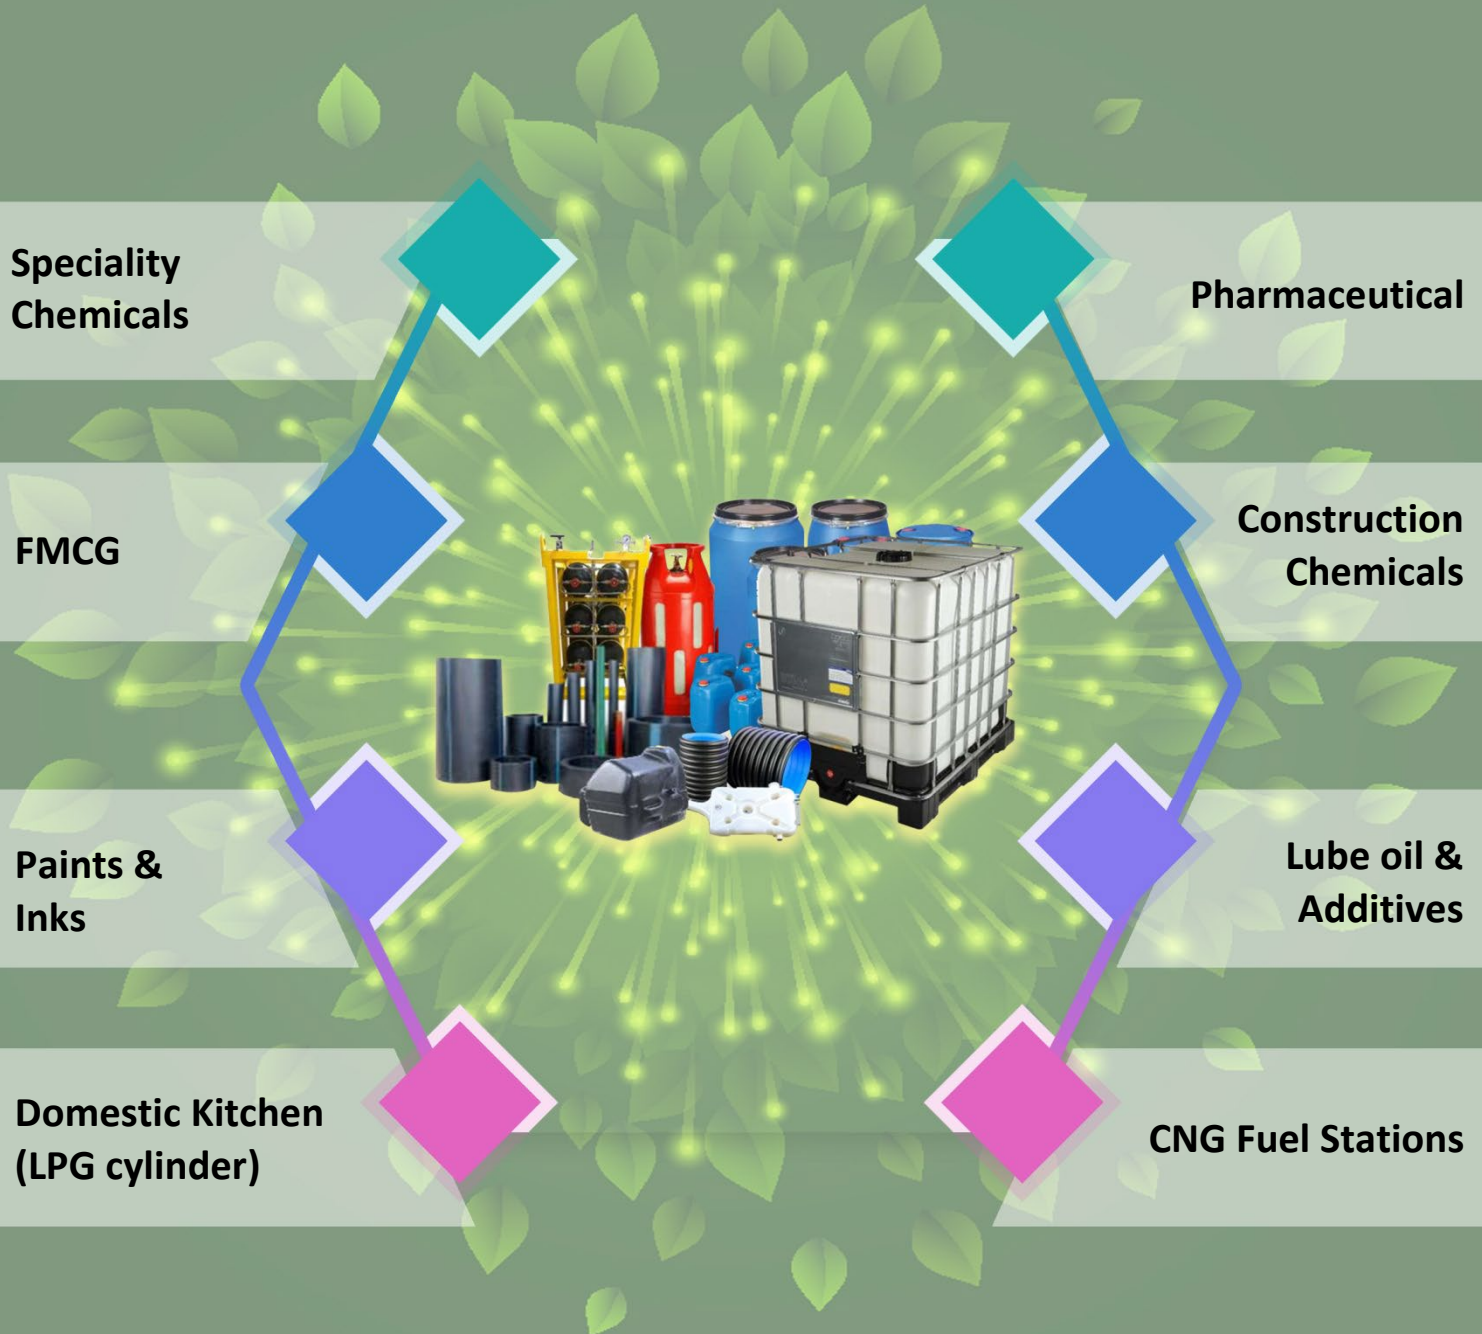 Speciality
Chemicals
Pharmaceutical
FMCG
Construction
Chemicals
Paints &
Inks
Lube oil &
Additives
Domestic Kitchen
(LPG cylinder)
CNG Fuel Stations